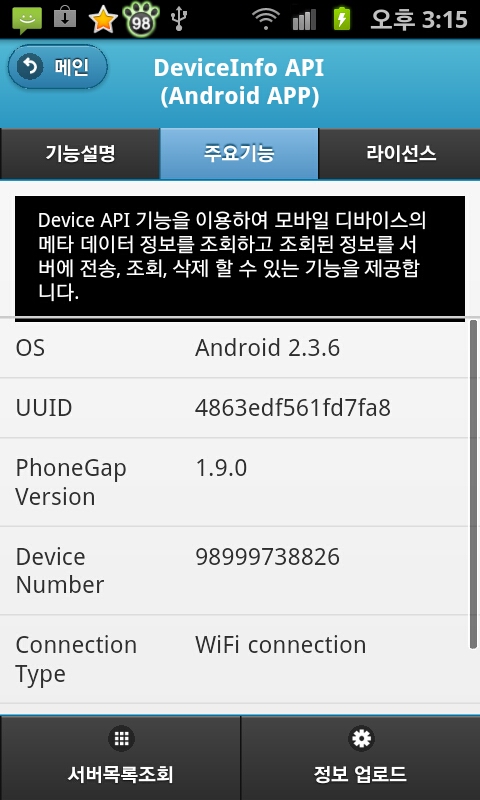 98
오후 3:15
메인
DeviceInfo API
(Android APP)
기능설명
주요기능
라이선스
Device API 기능을 이용하여 모바일 디바이스의
메타 데이터 정보를 조회하고 조회된 정보를 서
버에 전송, 조회, 삭제 할 수 있는 기능을 제공합
니다.
OS Android 2.3.6
UUID 4863edf561fd7fa8
PhoneGap 1.9.0
Version
Device 98999738826
Number
Connection WiFi connection
Type
서버목록조회
정보 업로드